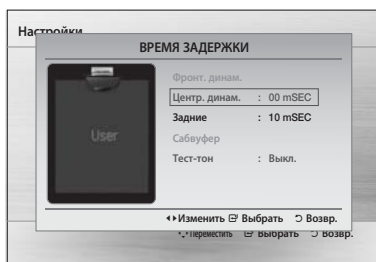 Настройки
ВРЕМЯ ЗАДЕРЖКИ
Фронт. динам.
Центр. динам. : 00 mSEC
Задние : 10 mSEC
Сабвуфер
Тест-тон : Выкл.
User
Изменить Выбрать Возвр.
Переместить Выбрать Возвр.